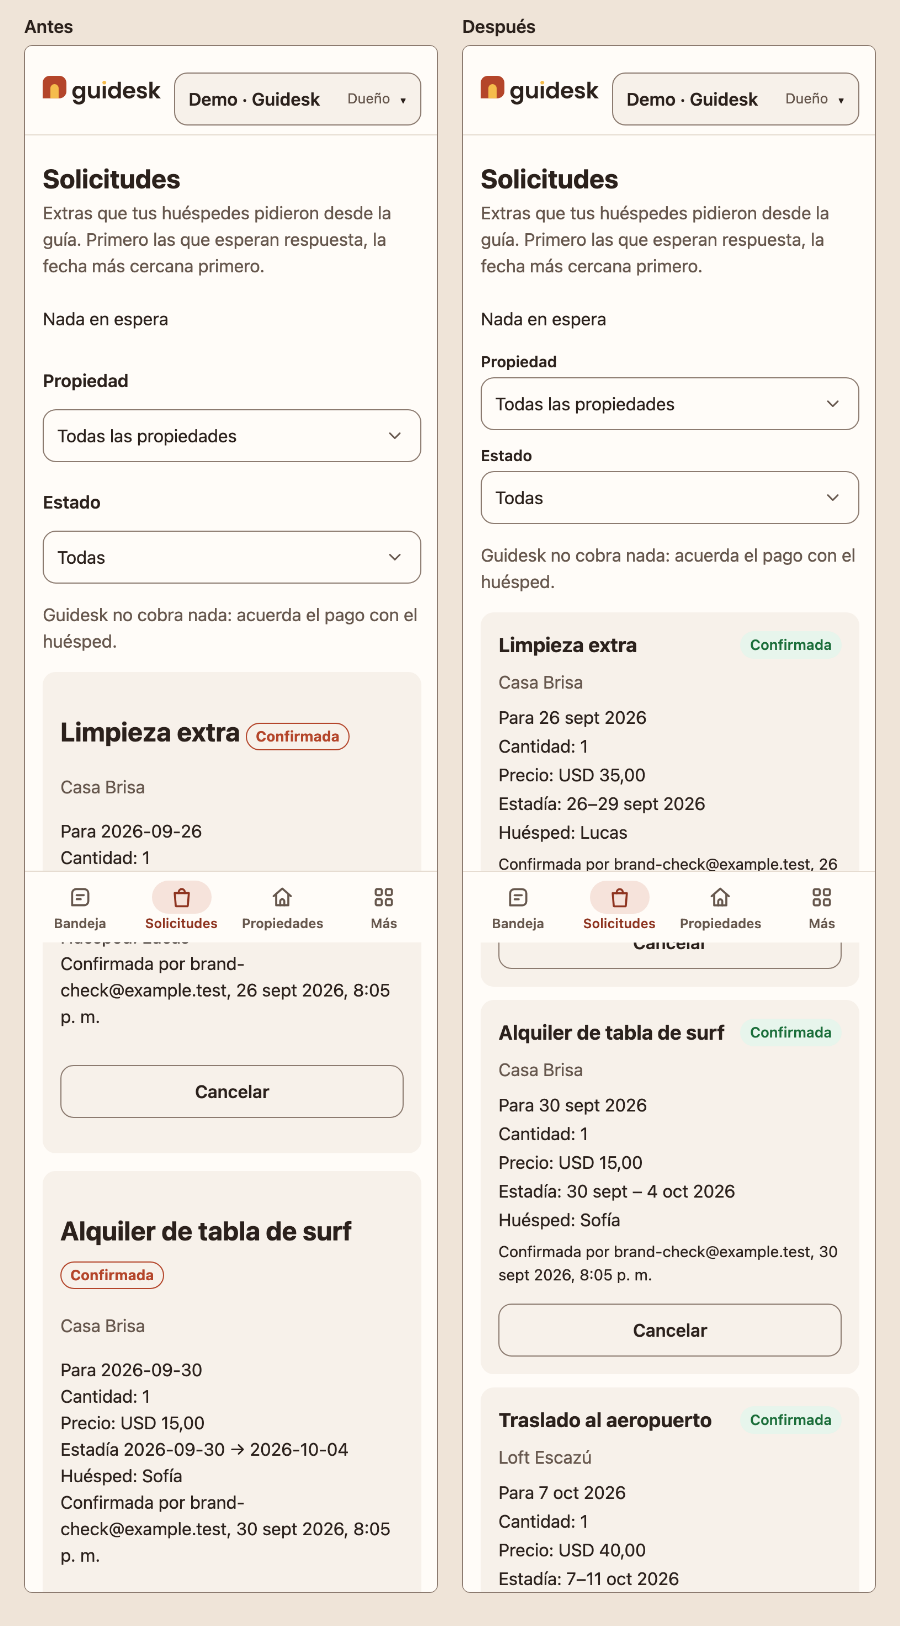 Antes
guidesk
Demo · Guidesk Dueño ▾
Solicitudes
Extras que tus huéspedes pidieron desde la
guía. Primero las que esperan respuesta, la
fecha más cercana primero.
Nada en espera
Propiedad
Todas las propiedades
Estado
Todas
Guidesk no cobra nada: acuerda el pago con el
huésped.
Limpieza extra Confirmada
Casa Brisa
Para 2026-09-26
Cantidad: 1
Bandeja Solicitudes Propiedades Más
Huésped: Lucas
Confirmada por brand-
check@example.test, 26 sept 2026, 8:05
p. m.
Cancelar
Alquiler de tabla de surf
Confirmada
Casa Brisa
Para 2026-09-30
Cantidad: 1
Precio: USD 15,00
Estadía 2026-09-30 → 2026-10-04
Huésped: Sofía
Confirmada por brand-
check@example.test, 30 sept 2026, 8:05
p. m.
Después
guidesk
Demo · Guidesk Dueño ▾
Solicitudes
Extras que tus huéspedes pidieron desde la
guía. Primero las que esperan respuesta, la
fecha más cercana primero.
Nada en espera
Propiedad
Todas las propiedades
Estado
Todas
Guidesk no cobra nada: acuerda el pago con el
huésped.
Limpieza extra Confirmada
Casa Brisa
Para 26 sept 2026
Cantidad: 1
Precio: USD 35,00
Estadía: 26–29 sept 2026
Huésped: Lucas
Confirmada por brand-check@example.test, 26
Bandeja Solicitudes Propiedades Más
Cancelar
Alquiler de tabla de surf Confirmada
Casa Brisa
Para 30 sept 2026
Cantidad: 1
Precio: USD 15,00
Estadía: 30 sept – 4 oct 2026
Huésped: Sofía
Confirmada por brand-check@example.test, 30
sept 2026, 8:05 p. m.
Cancelar
Traslado al aeropuerto Confirmada
Loft Escazú
Para 7 oct 2026
Cantidad: 1
Precio: USD 40,00
Estadía: 7–11 oct 2026